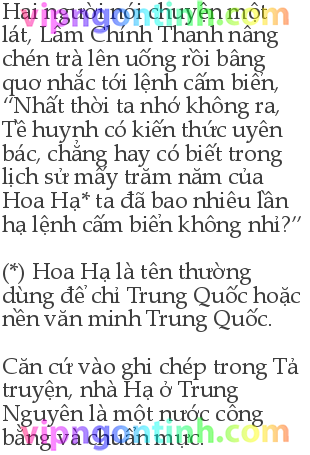 Hai người nói chuyện một
lát, Lâm Chính Thanh nâng
chén trà lên uống rồi bâng
quơ nhắc tới lệnh cấm biển,
“Nhất thời ta nhớ không ra,
Tề huynh có kiến thức uyên
bác, chẳng hay có biết trong
lịch sử mấy trăm năm của
Hoa Hạ* ta đã bao nhiêu lần
hạ lệnh cấm biển không nhỉ?”
(*) Hoa Hạ là tên thường
dùng để chỉ Trung Quốc hoặc
nền văn minh Trung Quốc.
Căn cứ vào ghi chép trong Tả
truyện, nhà Hạ ở Trung
Nguyên là một nước công
bằng và chuẩn mực.
vipngontinh.com
vipngontinh.com